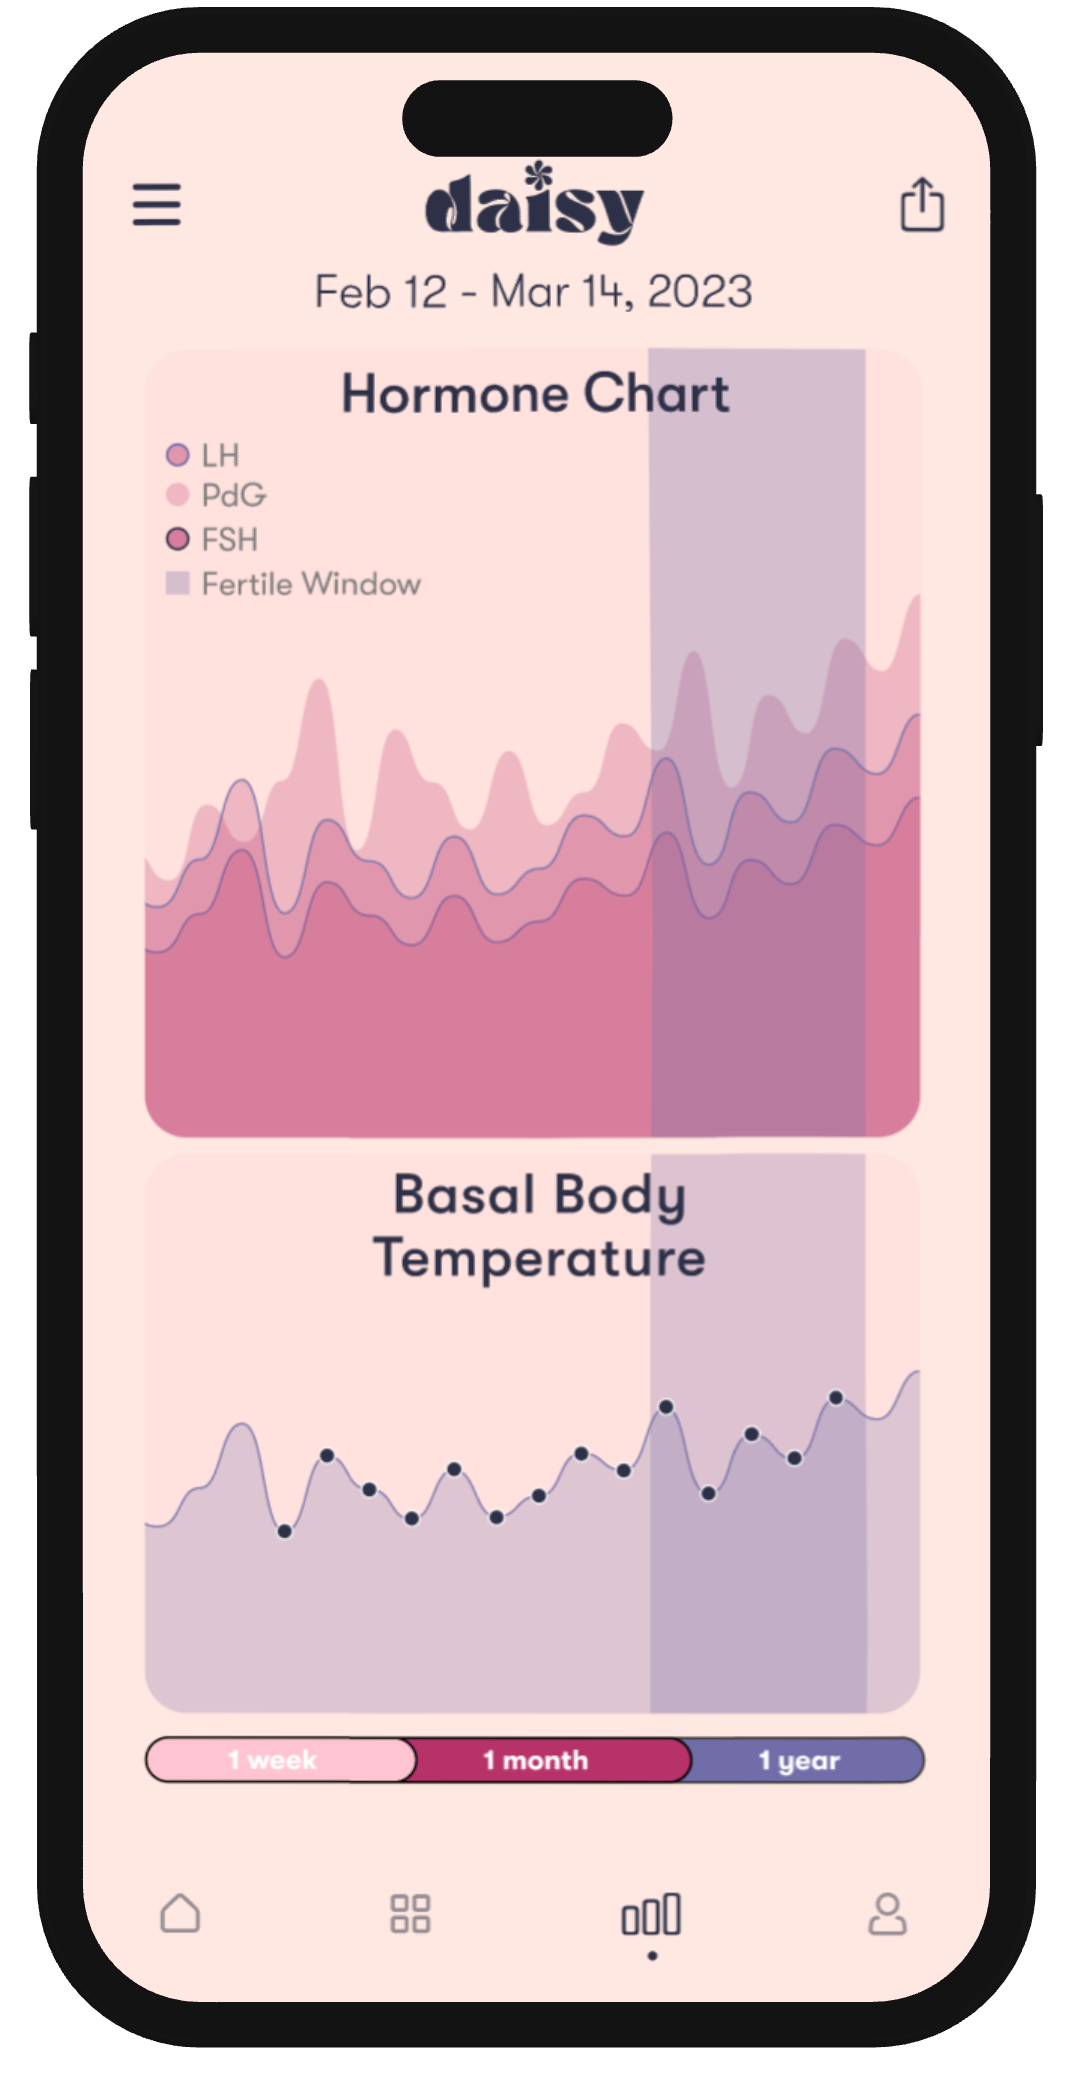 daisy
Feb 12 - Mar 14, 2023
Hormone Chart
LH
PdG
FSH
Fertile Window
Basal Body
Temperature
1 week
1 month
1 year